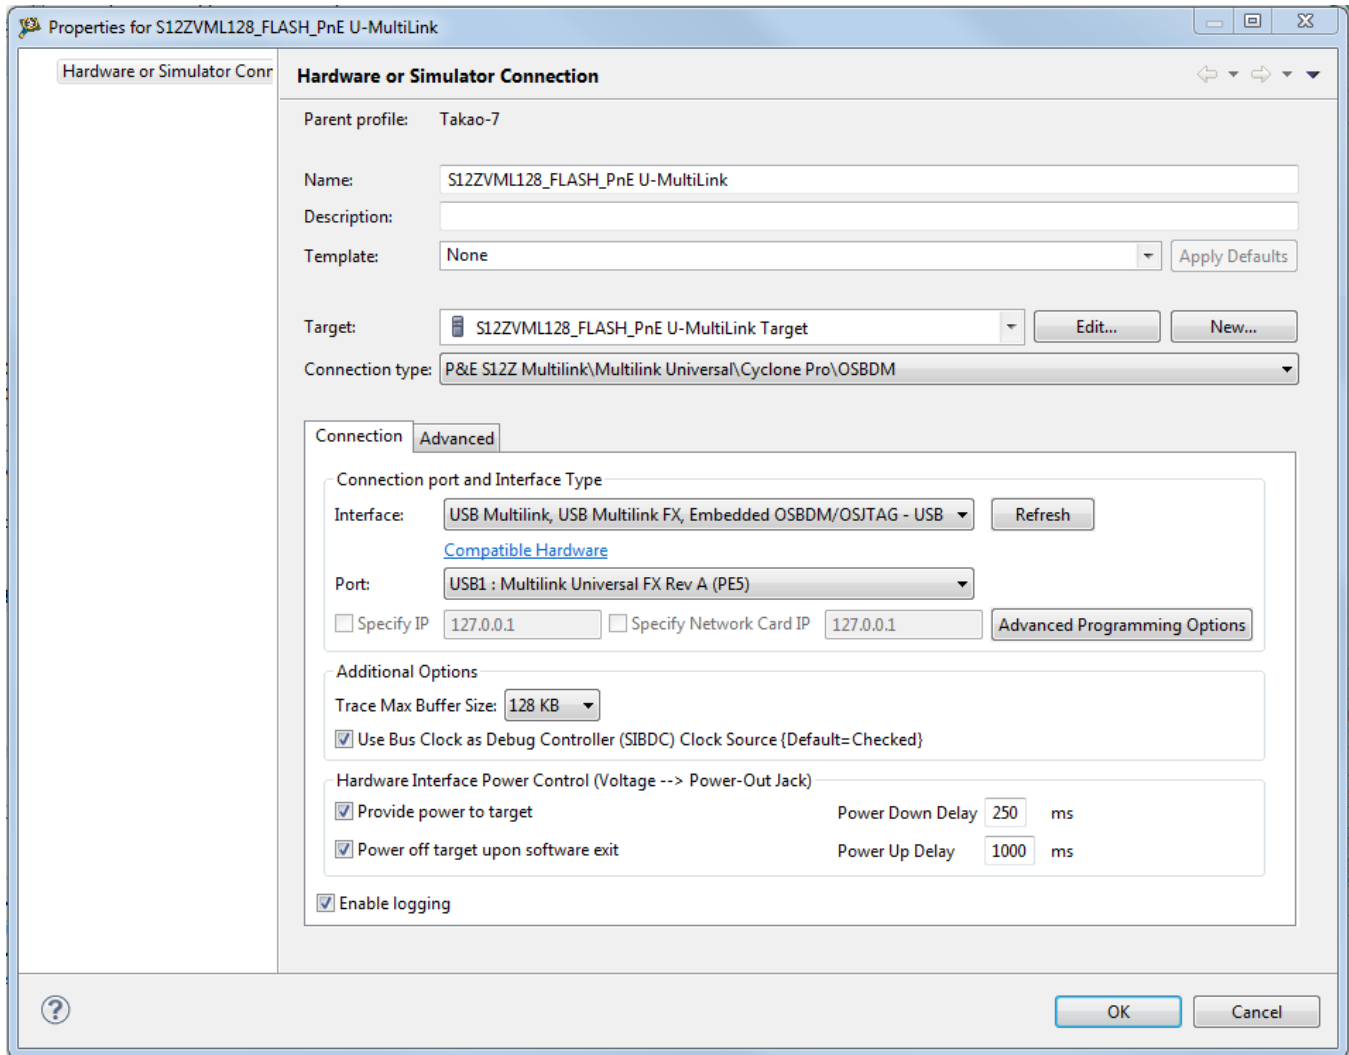 Properties for S12ZVML128_FLASH_PnE U-MultiLink
Hardware or Simulator Conr
Hardware or Simulator Connection
Parent profile: Takao-7
Name: S12ZVML128_FLASH_PnE U-MultiLink
Description:
Template: None Apply Defaults
Target: S12ZVML128_FLASH_PnE U-MultiLink Target Edit... New...
Connection type: P&E S12Z Multilink\Multilink Universal\Cyclone Pro\OSBDM
Connection Advanced
Connection port and Interface Type
Interface: USB Multilink, USB Multilink FX, Embedded OSBDM/OSJTAG - USB Refresh
Compatible Hardware
Port: USB1 : Multilink Universal FX Rev A (PE5)
Specify IP 127.0.0.1 Specify Network Card IP 127.0.0.1 Advanced Programming Options
Additional Options
Trace Max Buffer Size: 128 KB
Use Bus Clock as Debug Controller (SIBDC) Clock Source {Default=Checked}
Hardware Interface Power Control (Voltage --> Power-Out Jack)
Provide power to target Power Down Delay 250 ms
Power off target upon software exit Power Up Delay 1000 ms
Enable logging
? OK Cancel